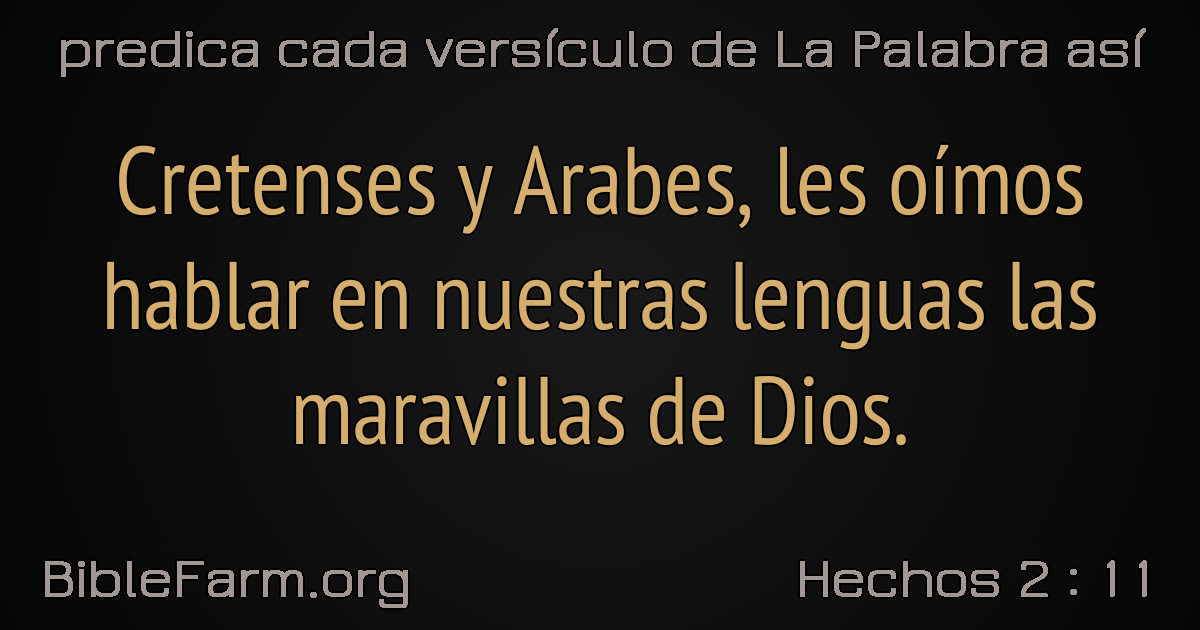 predica cada versículo de La Palabra así
Cretenses y Arabes, les oímos
hablar en nuestras lenguas las
maravillas de Dios.
BibleFarm.org
Hechos 2 : 11